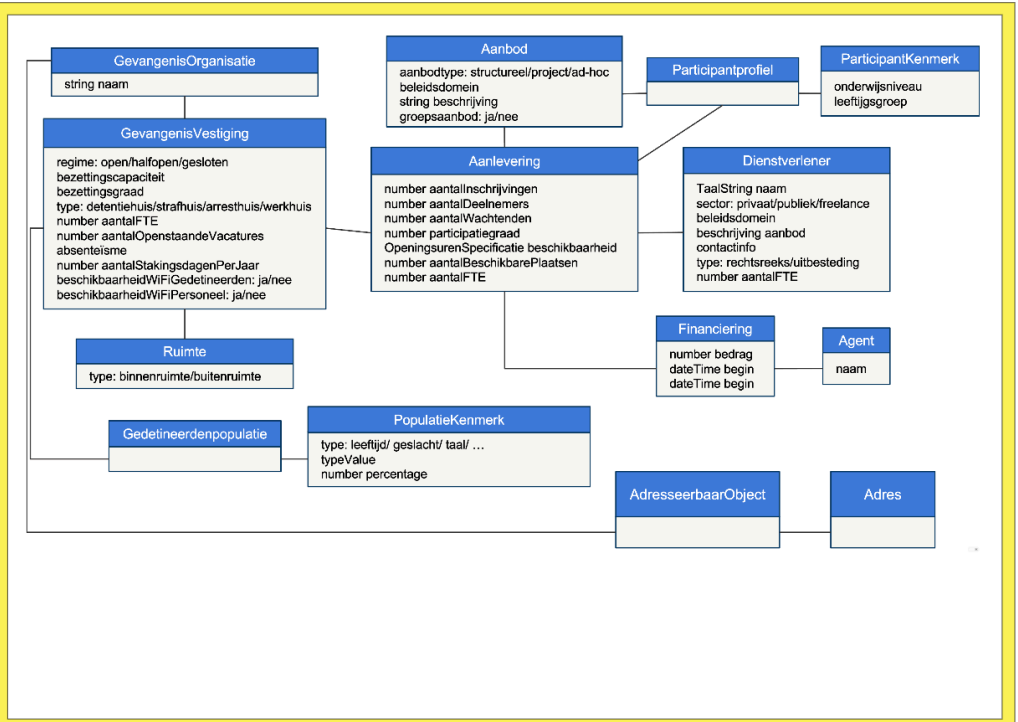 GevangenisOrganisatie
string naam
Aanbod
aanbodtype: structureel/project/ad-hoc
beleidsdomein
string beschrijving
groepsaanbod: ja/nee
Participantprofiel
ParticipantKenmerk
onderwijsniveau
leeftijgsgroep
GevangenisVestiging
regime: open/halfopen/gesloten
bezettingscapaciteit
bezettingsgraad
type: detentiehuis/strafhuis/arresthuis/werkhuis
number aantalFTE
number aantalOpenstaandeVacatures
absenteïsme
number aantalStakingsdagenPerJaar
beschikbaarheidWiFiGedetineerden: ja/nee
beschikbaarheidWiFiPersoneel: ja/nee
Aanlevering
number aantalInschrijvingen
number aantalDeelnemers
number aantalWachtenden
number participatiegraad
OpeningsurenSpecificatie beschikbaarheid
number aantalBeschikbarePlaatsen
number aantalFTE
Dienstverlener
TaalString naam
sector: privaat/publiek/freelance
beleidsdomein
beschrijving aanbod
contactinfo
type: rechtsreeks/uitbesteding
number aantalFTE
Ruimte
type: binnenruimte/buitenruimte
Financiering
number bedrag
dateTime begin
dateTime begin
Agent
naam
Gedetineerdenpopulatie
PopulatieKenmerk
type: leeftijd/ geslacht/ taal/ ...
typeValue
number percentage
AdresseerbaarObject
Adres